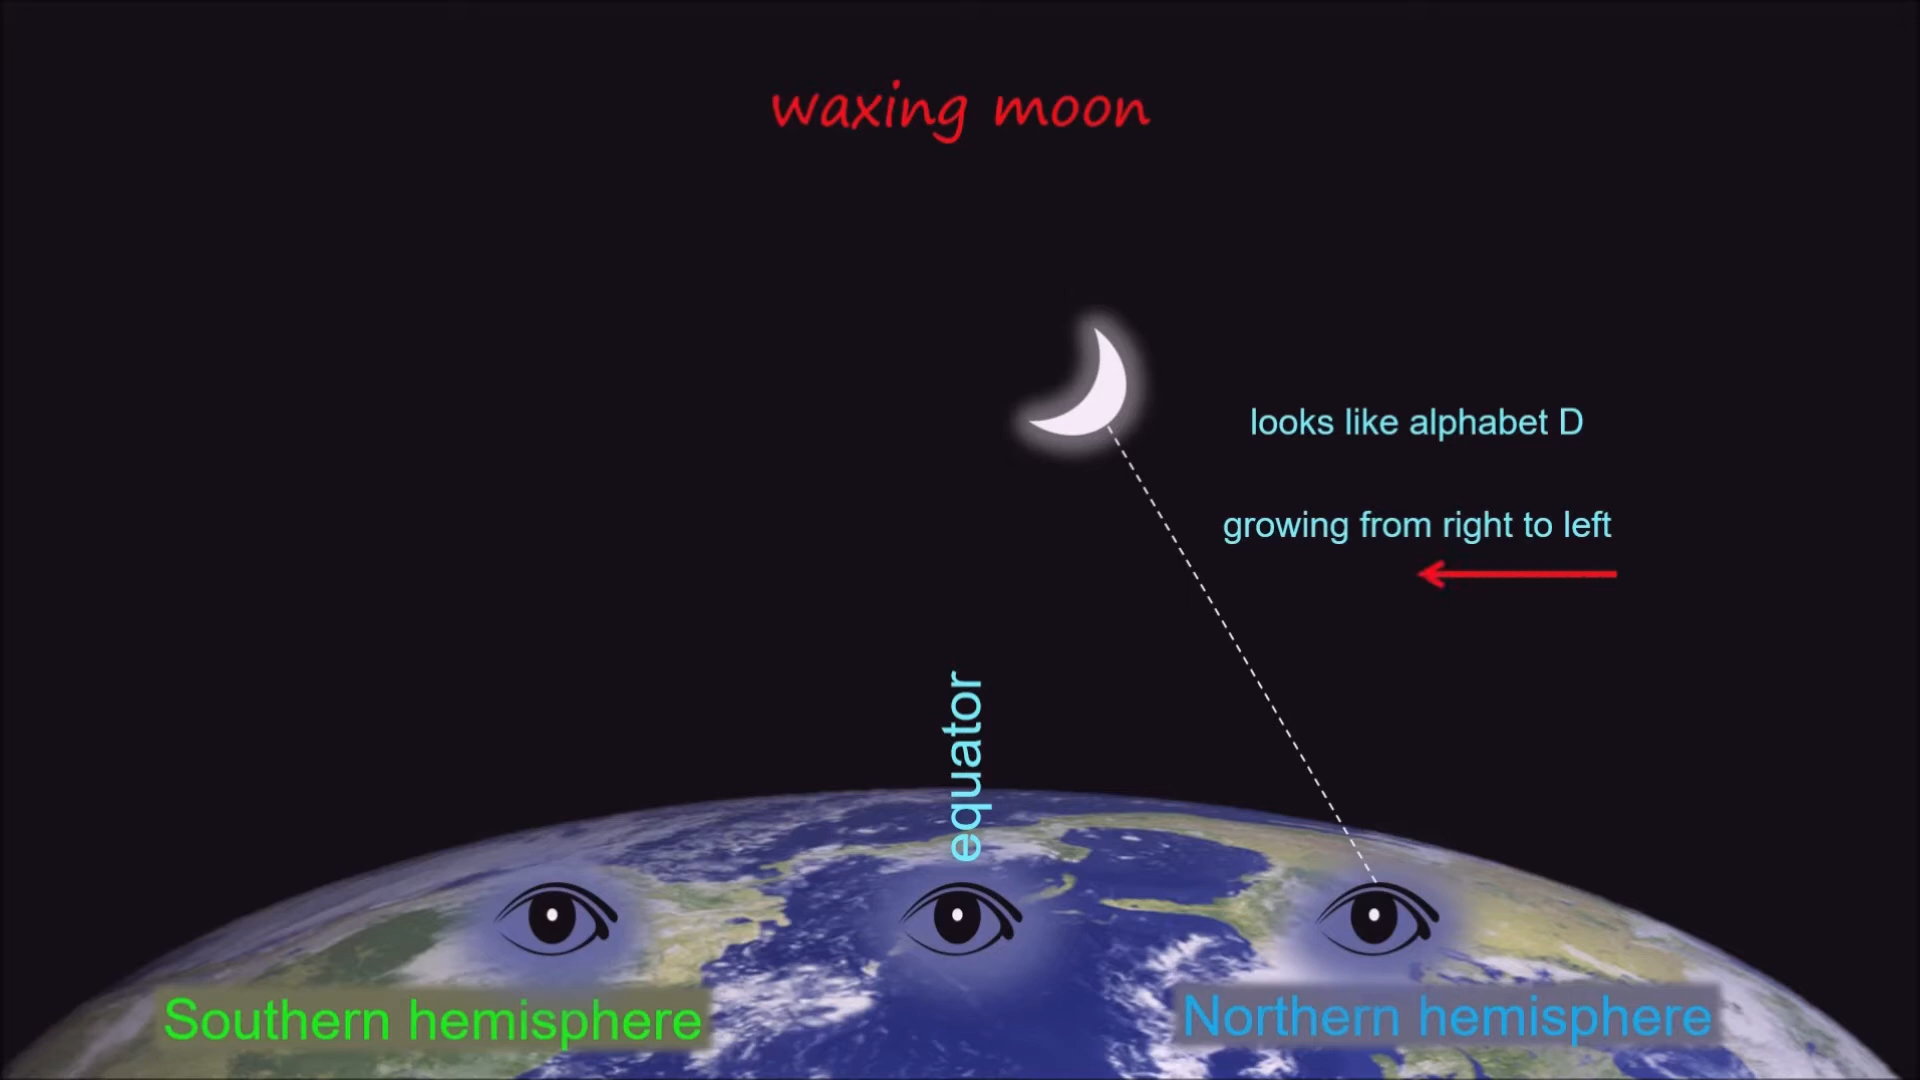 waxing moon
looks like alphabet D
growing from right to left
equator
Southern hemisphere
Northern hemisphere